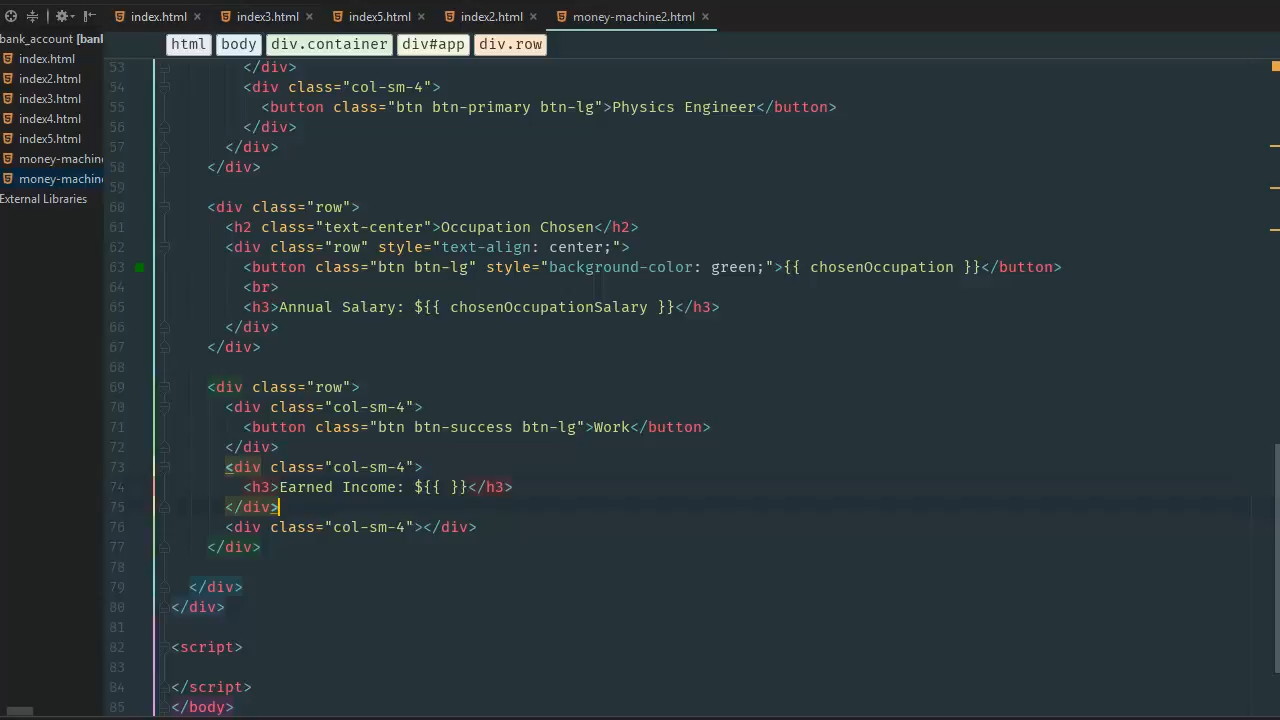 index.html × index3.html × index5.html × index2.html × money-machine2.html ×
bank_account [bank
html body div.container div#app div.row
index.html
index2.html
index3.html
index4.html
index5.html
money-machine
money-machine
External Libraries
53 </div>
54 <div class="col-sm-4">
55 <button class="btn btn-primary btn-lg">Physics Engineer</button>
56 </div>
57 </div>
58 </div>
59
60 <div class="row">
61 <h2 class="text-center">Occupation Chosen</h2>
62 <div class="row" style="text-align: center;">
63 <button class="btn btn-lg" style="background-color: green;">{{ chosenOccupation }}</button>
64 <br>
65 <h3>Annual Salary: ${{ chosenOccupationSalary }}</h3>
66 </div>
67 </div>
68
69 <div class="row">
70 <div class="col-sm-4">
71 <button class="btn btn-success btn-lg">Work</button>
72 </div>
73 <div class="col-sm-4">
74 <h3>Earned Income: ${{ }}</h3>
75 </div>
76 <div class="col-sm-4"></div>
77 </div>
78
79 </div>
80 </div>
81
82 <script>
83
84 </script>
85 </body>